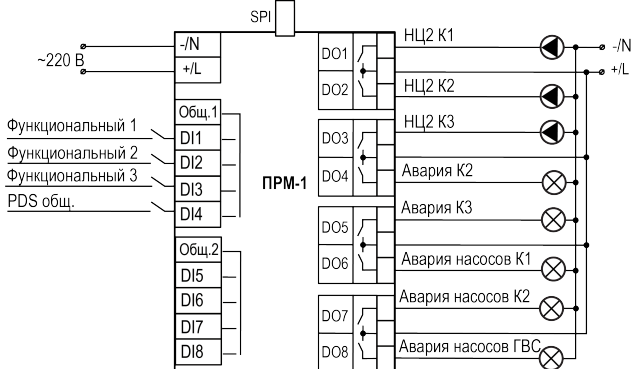 SPI
~220 В
-/N
+/L
Общ.1
Функциональный 1
DI1
Функциональный 2
DI2
Функциональный 3
DI3
PDS общ.
DI4
Общ.2
DI5
DI6
DI7
DI8
ПРМ-1
DO1
НЦ2 К1
-/N
+/L
DO2
НЦ2 К2
DO3
НЦ2 К3
DO4
Авария К2
DO5
Авария К3
DO6
Авария насосов К1
DO7
Авария насосов К2
DO8
Авария насосов ГВС